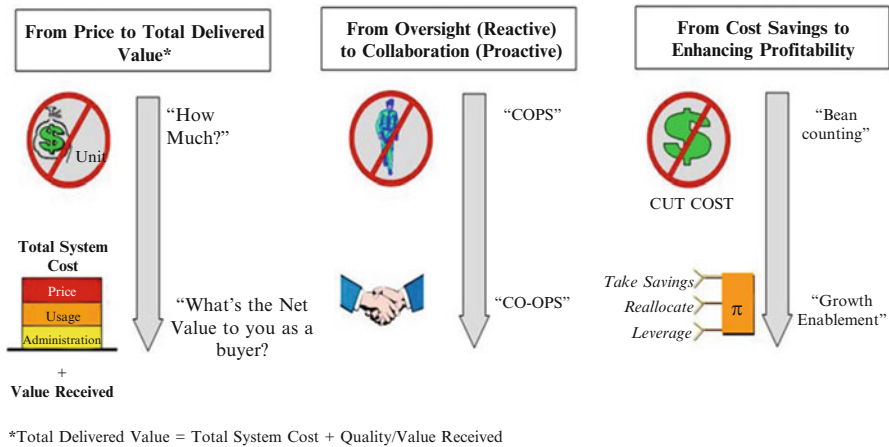 From Price to Total Delivered
Value*
Unit
“How
Much?”
Total System
Cost
Price
Usage
Administration
+
Value Received
“What’s the Net
Value to you as a
buyer?
From Oversight (Reactive)
to Collaboration (Proactive)
“COPS”
“CO-OPS”
From Cost Savings to
Enhancing Profitability
“Bean
counting”
CUT COST
Take Savings
Reallocate
Leverage
π
“Growth
Enablement”
*Total Delivered Value = Total System Cost + Quality/Value Received